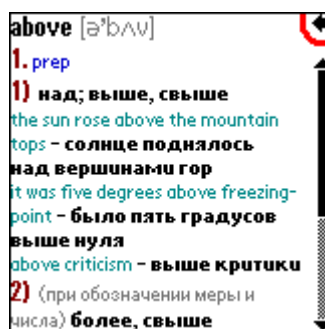 above [ə'bʌv]
1. prep
1) над; выше, свыше
the sun rose above the mountain
tops – солнце поднялось
над вершинами гор
it was five degrees above freezing-
point – было пять градусов
выше нуля
above criticism – выше критики
2) (при обозначении меры и
числа) более, свыше